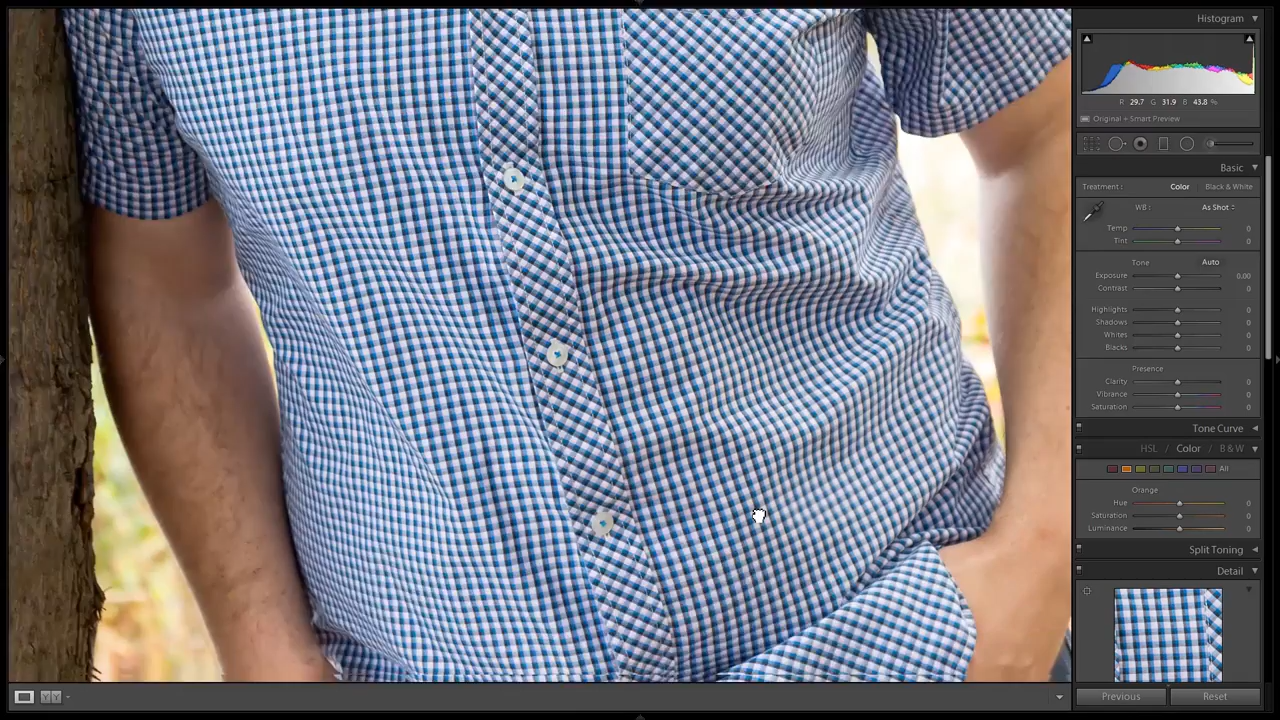 Histogram
R 29.7 G 31.9 B 43.8 %
Original + Smart Preview
Basic
Treatment : Color Black & White
WB : As Shot
Temp 0
Tint 0
Tone Auto
Exposure 0.00
Contrast 0
Highlights 0
Shadows 0
Whites 0
Blacks 0
Presence
Clarity 0
Vibrance 0
Saturation 0
Tone Curve
HSL / Color / B & W
All
Orange
Hue 0
Saturation 0
Luminance 0
Split Toning
Detail
Y Y
Previous Reset